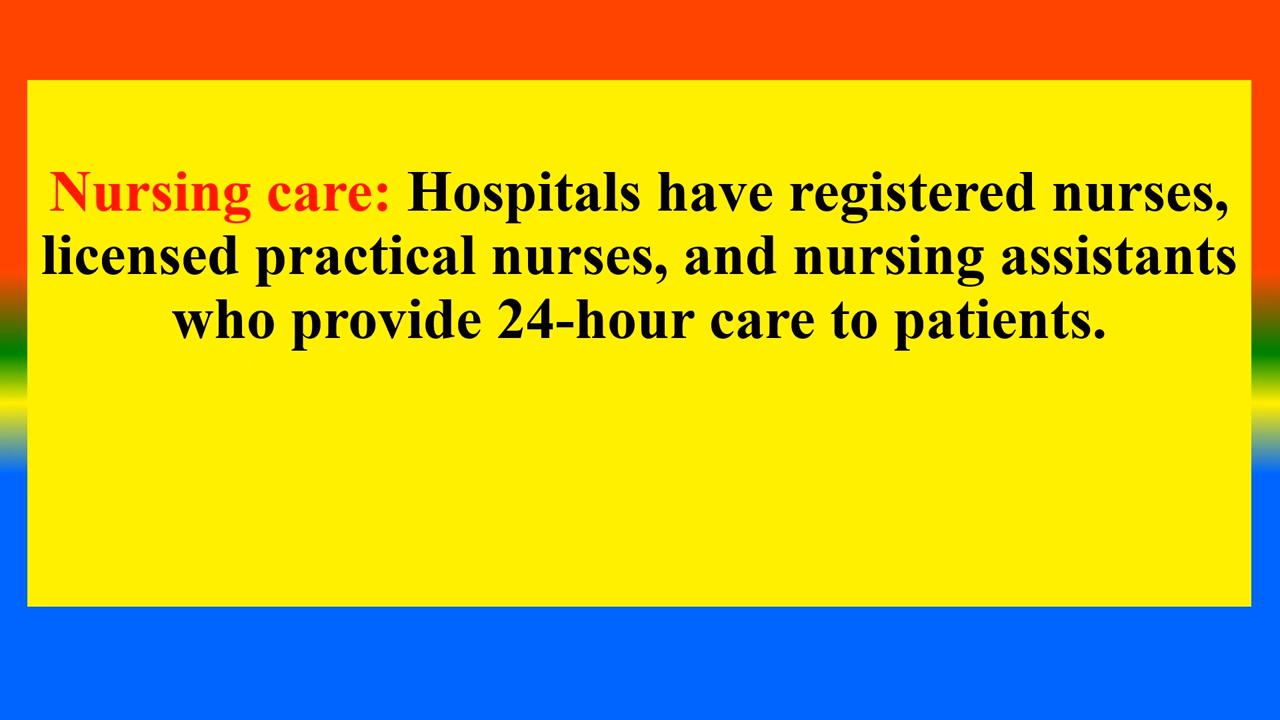 Nursing care: Hospitals have registered nurses,
licensed practical nurses, and nursing assistants
who provide 24-hour care to patients.